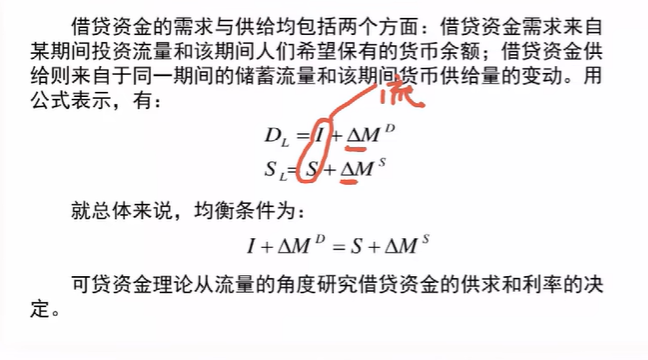 借贷资金的需求与供给均包括两个方面：借贷资金需求来自
某期间投资流量和该期间人们希望保有的货币余额；借贷资金供
给则来自于同一期间的储蓄流量和该期间货币供给量的变动。用
公式表示，有：
流
D_L = I + ΔM^D
S_L = S + ΔM^S
就总体来说，均衡条件为：
I + ΔM^D = S + ΔM^S
可贷资金理论从流量的角度研究借贷资金的供求和利率的决
定。